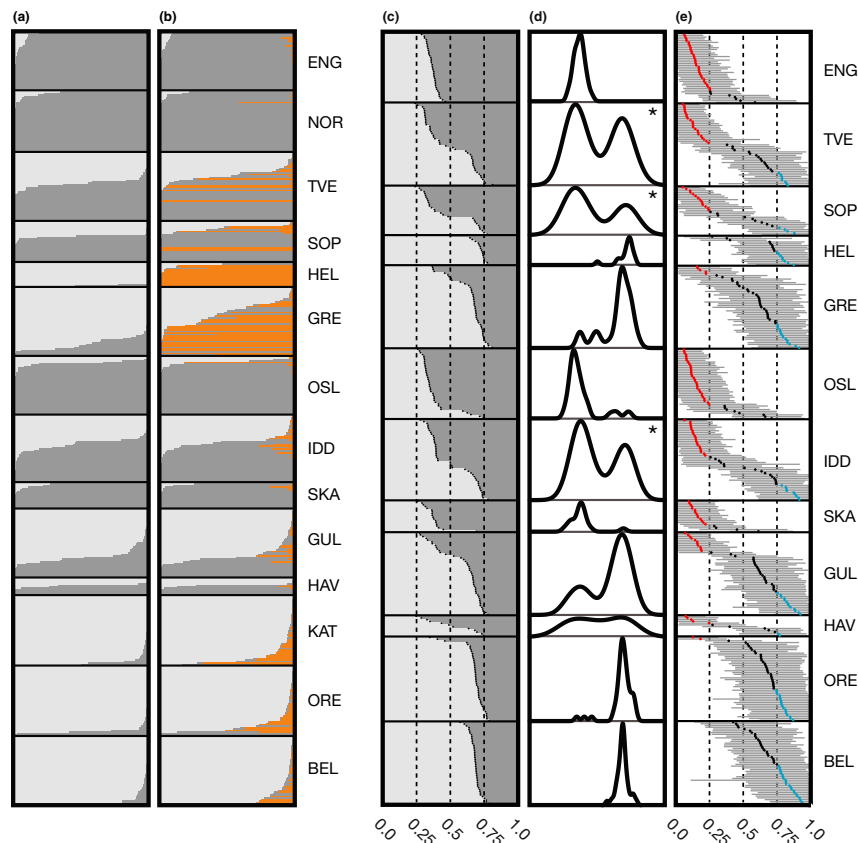 (a) (b) (c) (d) (e)
ENG ENG
NOR
TVE * TVE
SOP * SOP
HEL HEL
GRE GRE
OSL OSL
IDD * IDD
SKA SKA
GUL GUL
HAV HAV
KAT
ORE ORE
BEL BEL
0.0 0.25 0.5 0.75 1.0 0.0 0.25 0.5 0.75 1.0